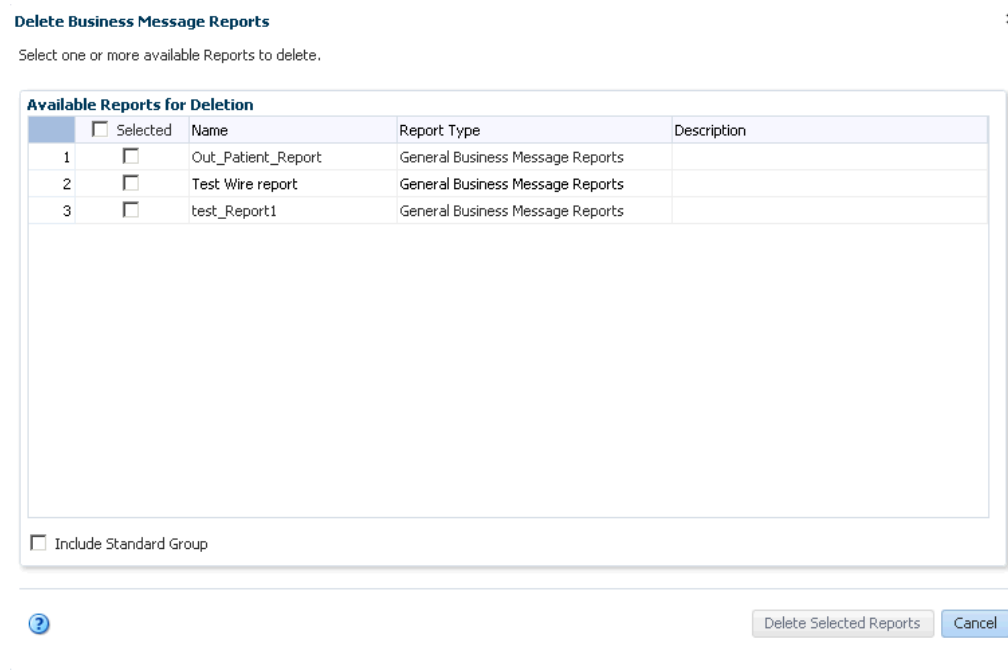 Delete Business Message Reports
Select one or more available Reports to delete.
Available Reports for Deletion
Selected Name Report Type Description
1 Out_Patient_Report General Business Message Reports
2 Test Wire report General Business Message Reports
3 test_Report1 General Business Message Reports
Include Standard Group
? Delete Selected Reports Cancel